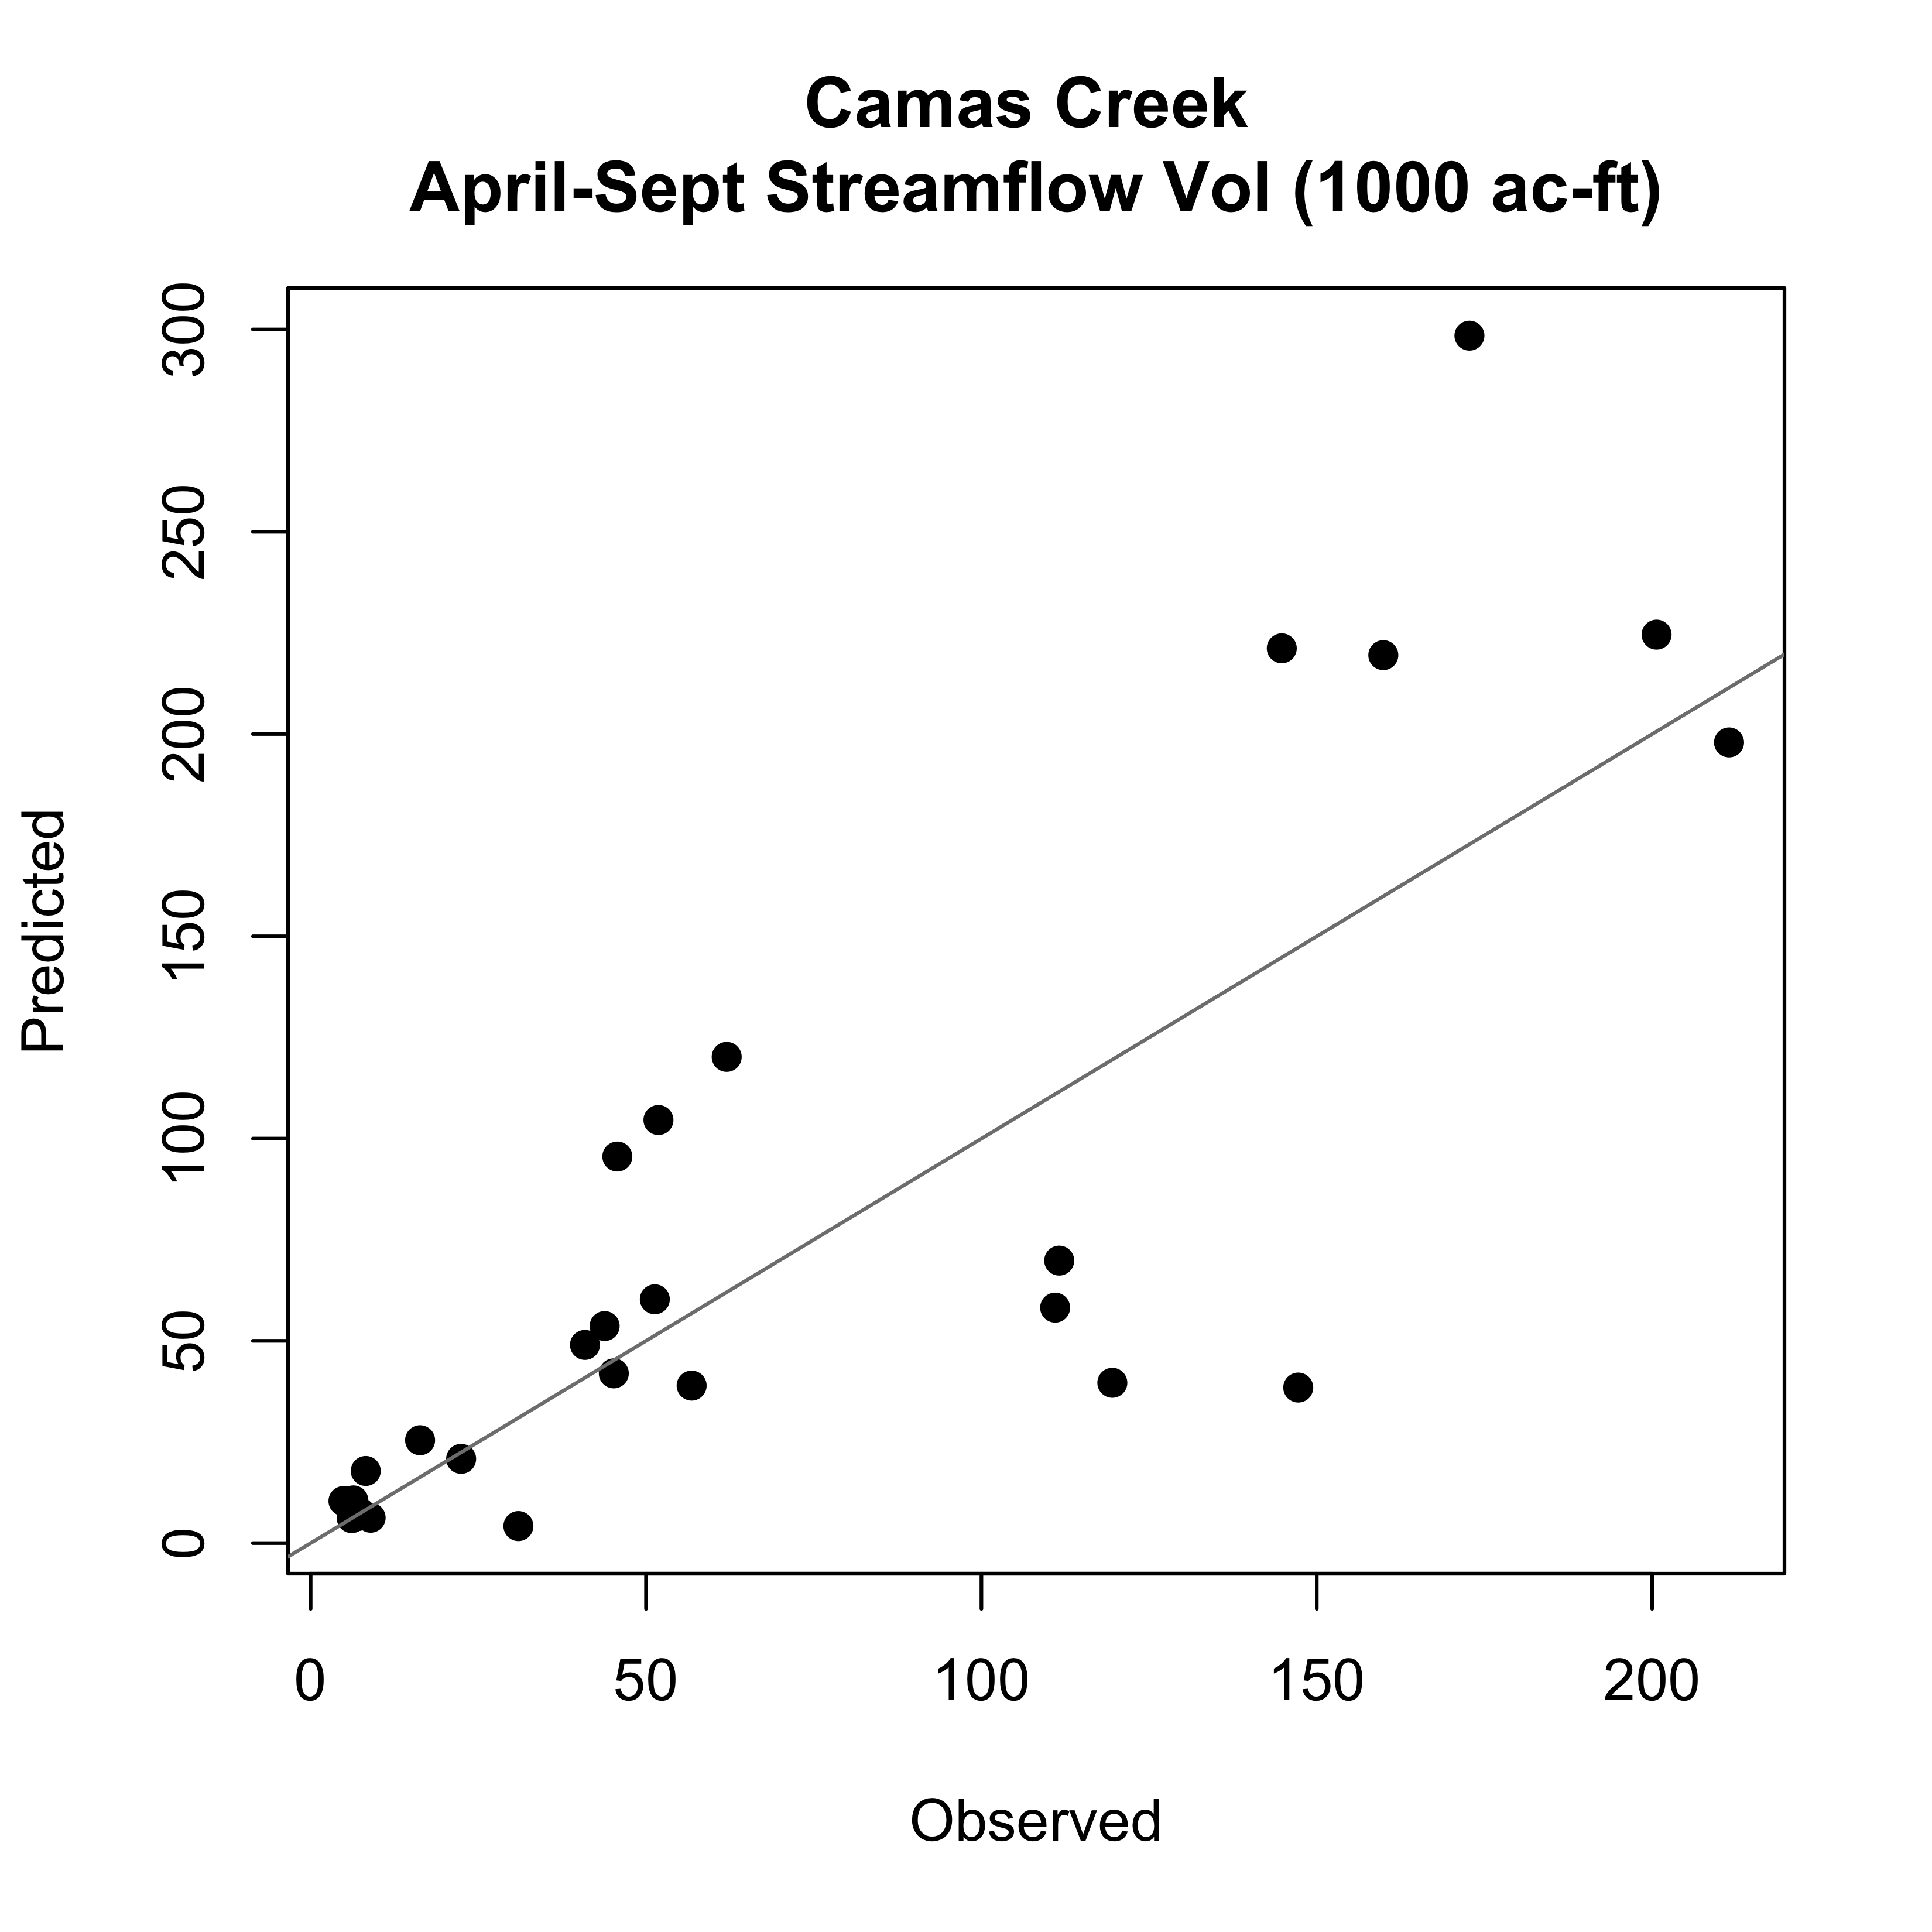 Camas Creek
April-Sept Streamflow Vol (1000 ac-ft)
300
250
200
150
100
50
0
Predicted
0 50 100 150 200
Observed